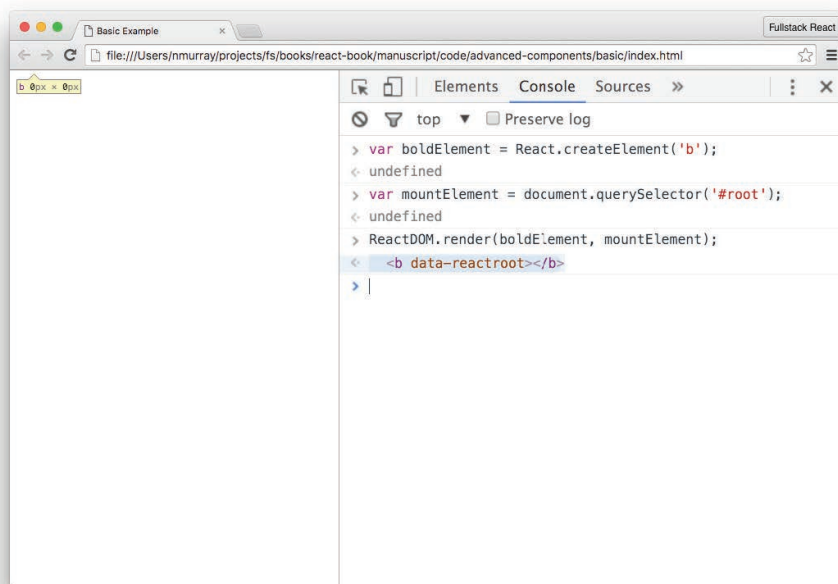 Basic Example
Fullstack React
file:///Users/nmurray/projects/fs/books/react-book/manuscript/code/advanced-components/basic/index.html
b 0px × 0px
Elements Console Sources »
top ▼ Preserve log
> var boldElement = React.createElement('b');
undefined
> var mountElement = document.querySelector('#root');
undefined
> ReactDOM.render(boldElement, mountElement);
<b data-reactroot></b>
>